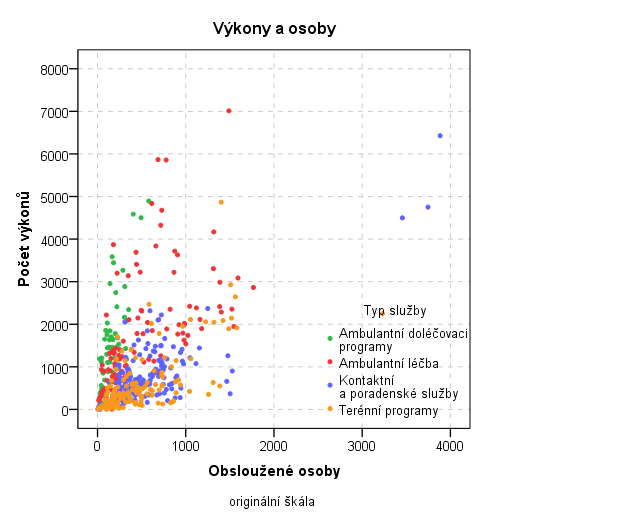 Výkony a osoby
8000
7000
6000
5000
4000
3000
2000
1000
0
Počet výkonů
Typ služby
Ambulantní doléčovací
programy
Ambulantní léčba
Kontaktní
a poradenské služby
Terénní programy
0
1000
2000
3000
4000
Obsloužené osoby
originální škála